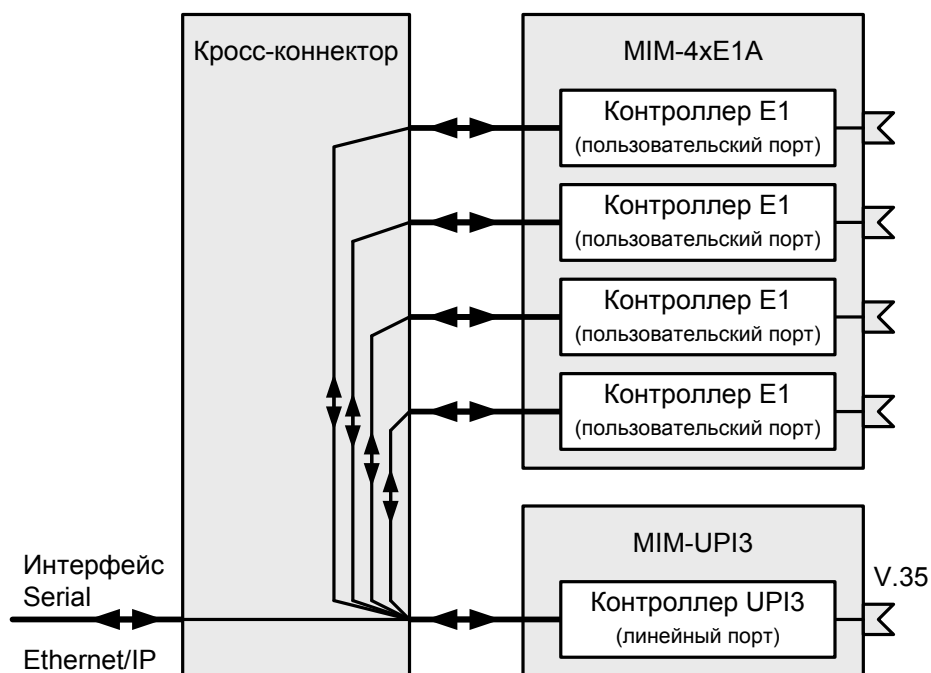 Кросс-коннектор
MIM-4xE1A
Контроллер E1
(пользовательский порт)
Контроллер E1
(пользовательский порт)
Контроллер E1
(пользовательский порт)
Контроллер E1
(пользовательский порт)
MIM-UPI3
Контроллер UPI3
(линейный порт)
V.35
Интерфейс
Serial
Ethernet/IP